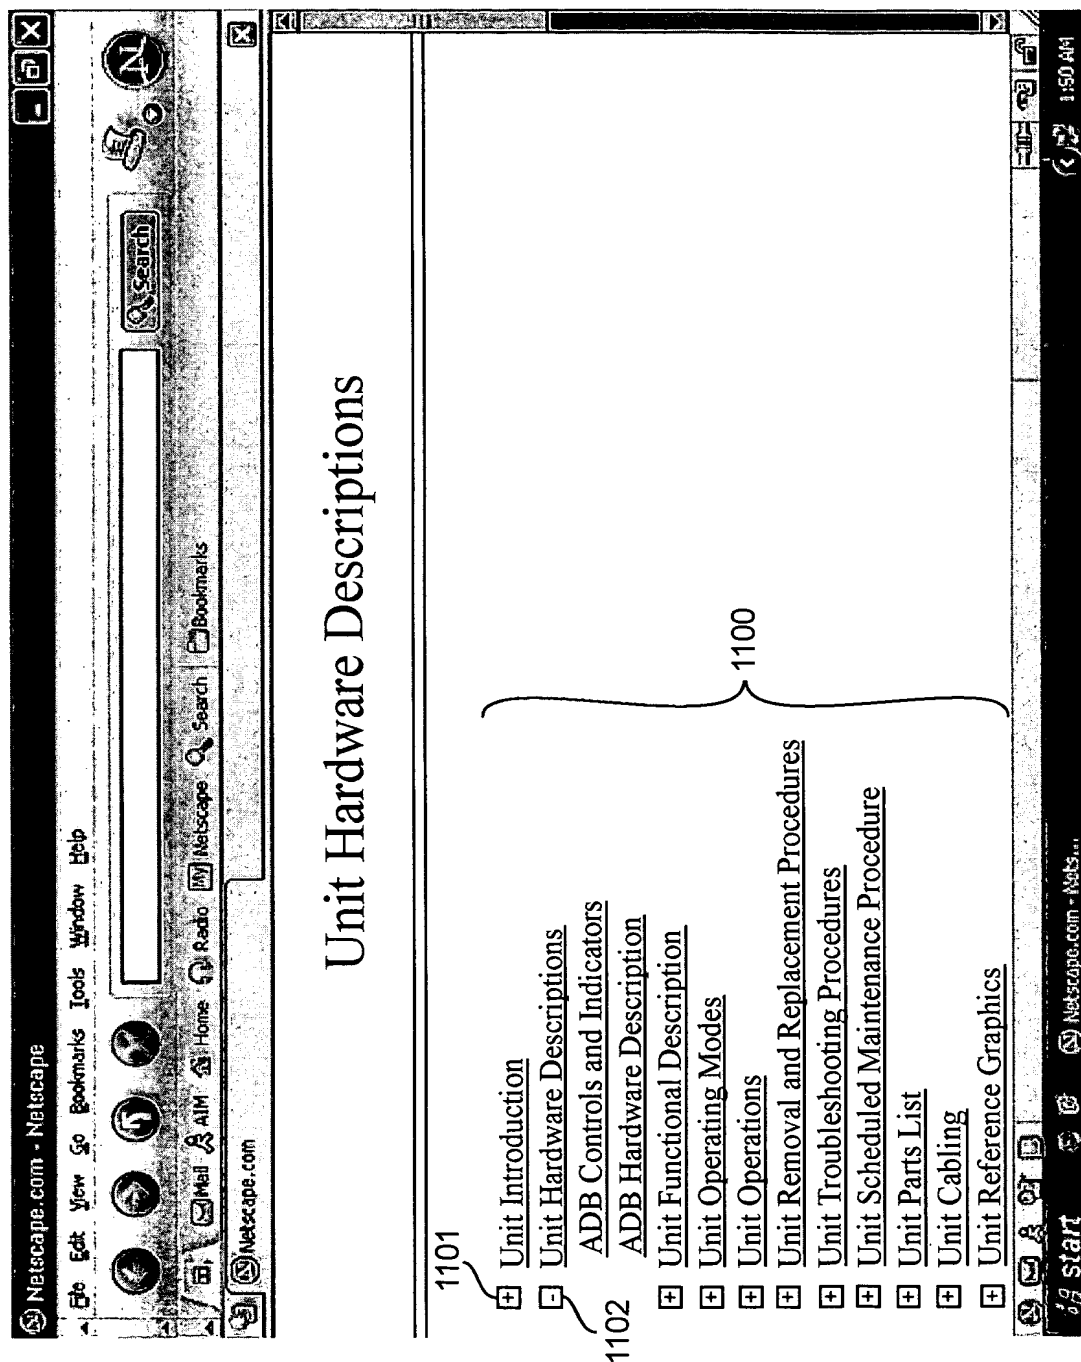 Netscape.com - Netscape
File Edit View Go Bookmarks Tools Window Help
Search
Mail AIM Home Radio My Netscape Search Bookmarks
Netscape.com
Unit Hardware Descriptions
1101
+ Unit Introduction
- Unit Hardware Descriptions
1102
ADB Controls and Indicators
ADB Hardware Description
+ Unit Functional Description
+ Unit Operating Modes
+ Unit Operations
+ Unit Removal and Replacement Procedures
+ Unit Troubleshooting Procedures
+ Unit Scheduled Maintenance Procedure
+ Unit Parts List
+ Unit Cabling
+ Unit Reference Graphics
1100
start Netscape.com - Nets... 1:50 AM